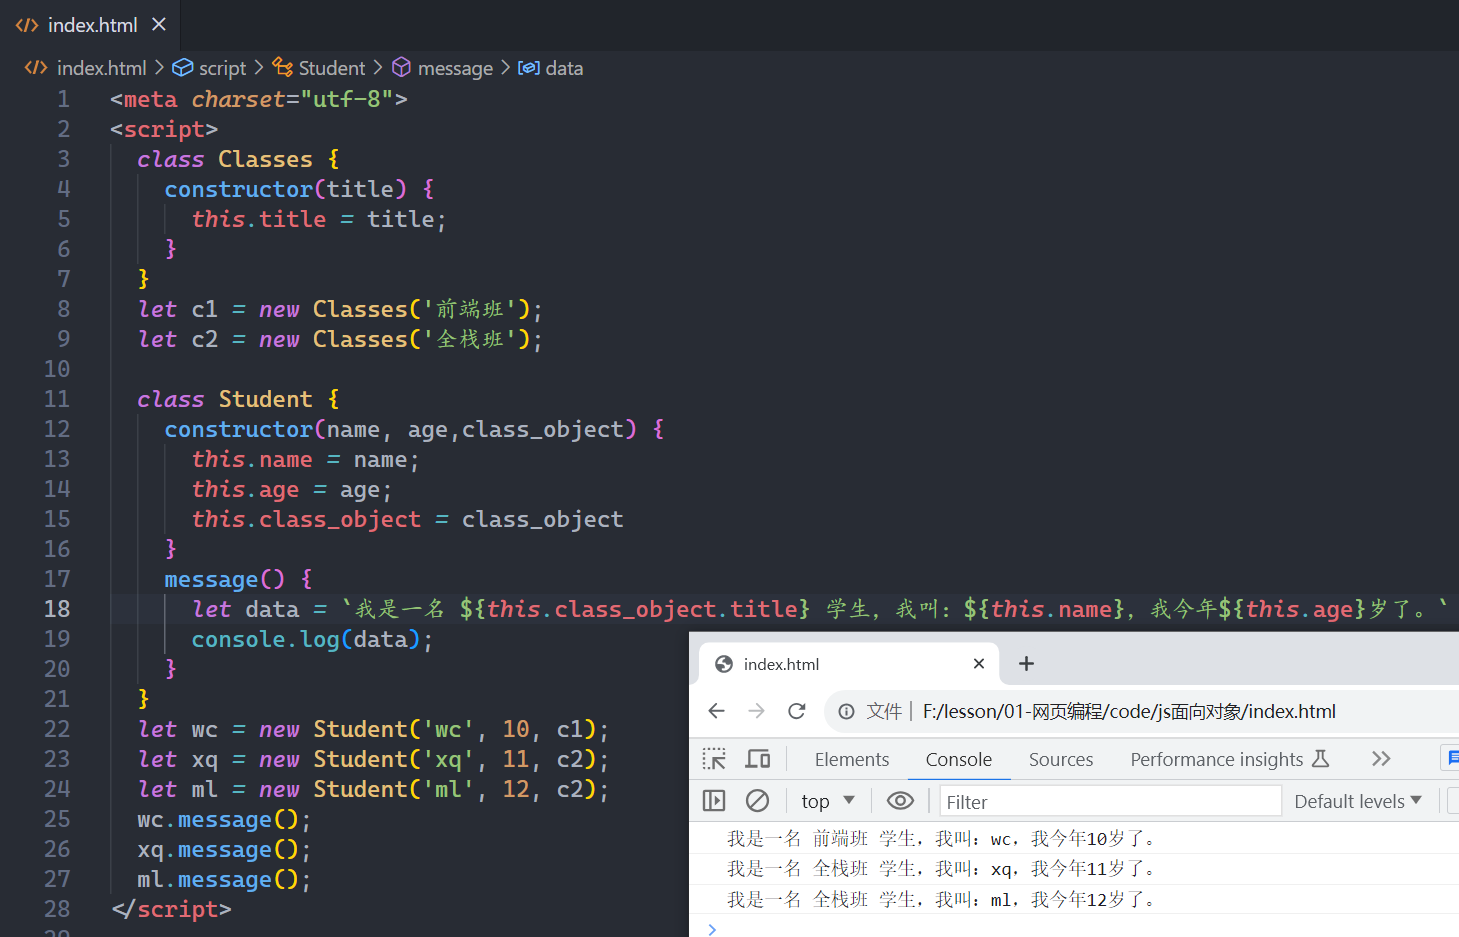 index.html
index.html > script > Student > message > data
1 <meta charset="utf-8">
2 <script>
3 class Classes {
4 constructor(title) {
5 this.title = title;
6 }
7 }
8 let c1 = new Classes('前端班');
9 let c2 = new Classes('全栈班');
10
11 class Student {
12 constructor(name, age,class_object) {
13 this.name = name;
14 this.age = age;
15 this.class_object = class_object
16 }
17 message() {
18 let data = `我是一名 ${this.class_object.title} 学生，我叫：${this.name}，我今年${this.age}岁了。`
19 console.log(data);
20 }
21 }
22 let wc = new Student('wc', 10, c1);
23 let xq = new Student('xq', 11, c2);
24 let ml = new Student('ml', 12, c2);
25 wc.message();
26 xq.message();
27 ml.message();
28 </script>
index.html
文件 | F:/lesson/01-网页编程/code/js面向对象/index.html
Elements Console Sources Performance insights
top Filter Default levels
我是一名 前端班 学生，我叫：wc，我今年10岁了。
我是一名 全栈班 学生，我叫：xq，我今年11岁了。
我是一名 全栈班 学生，我叫：ml，我今年12岁了。